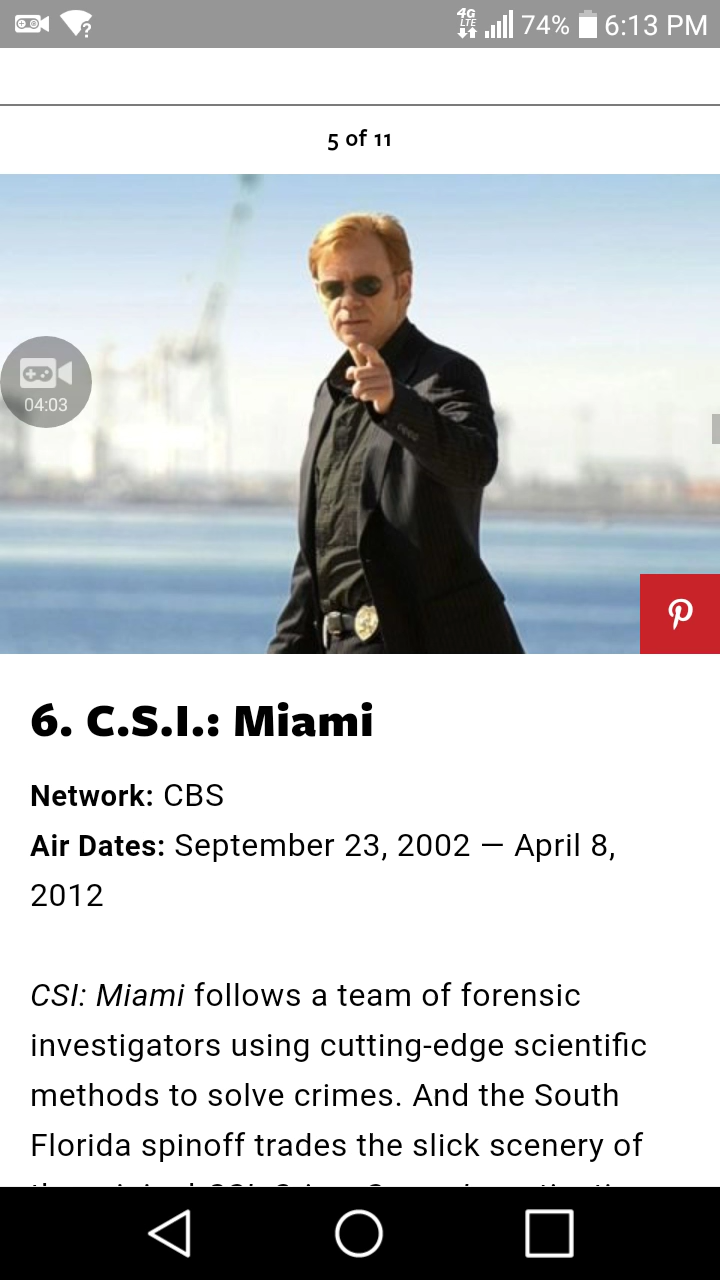 4G LTE 74% 6:13 PM
5 of 11
04:03
6. C.S.I.: Miami
Network: CBS
Air Dates: September 23, 2002 — April 8,
2012
CSI: Miami follows a team of forensic
investigators using cutting-edge scientific
methods to solve crimes. And the South
Florida spinoff trades the slick scenery of